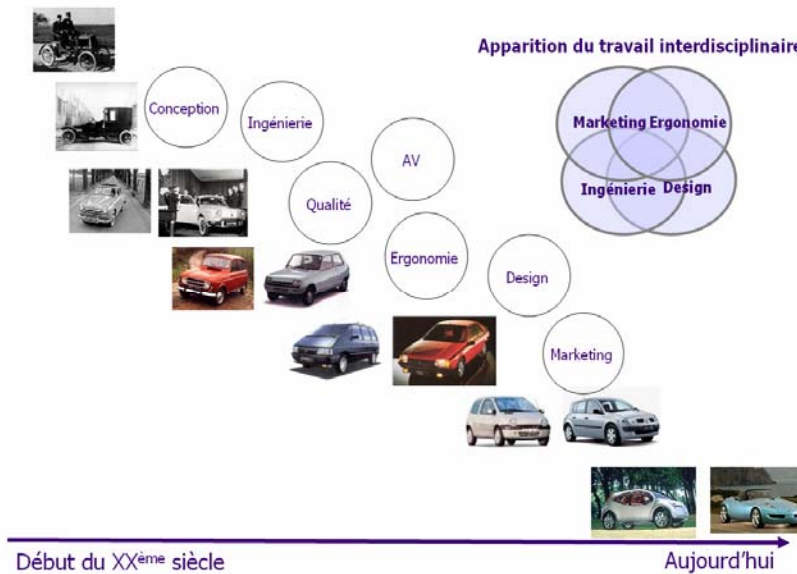 Apparition du travail interdisciplinaire
Conception
Ingénierie
Marketing Ergonomie
AV
Ingénierie Design
Qualité
Ergonomie
Design
Marketing
Début du XXème siècle
Aujourd'hui